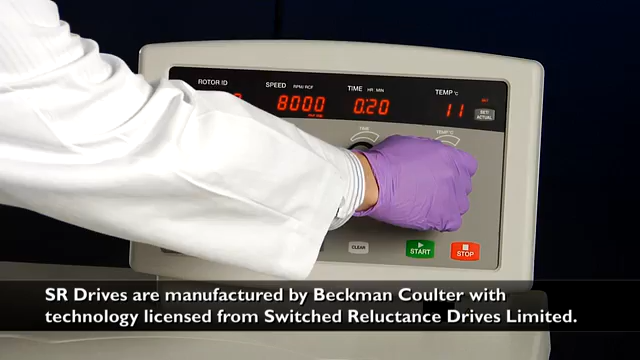 ROTOR ID SPEED RPM/RCF TIME HR:MIN TEMP °C
8000 0:20 11 SET
SET/
ACTUAL
TIME TEMP °C
CLEAR START STOP
SR Drives are manufactured by Beckman Coulter with
technology licensed from Switched Reluctance Drives Limited.